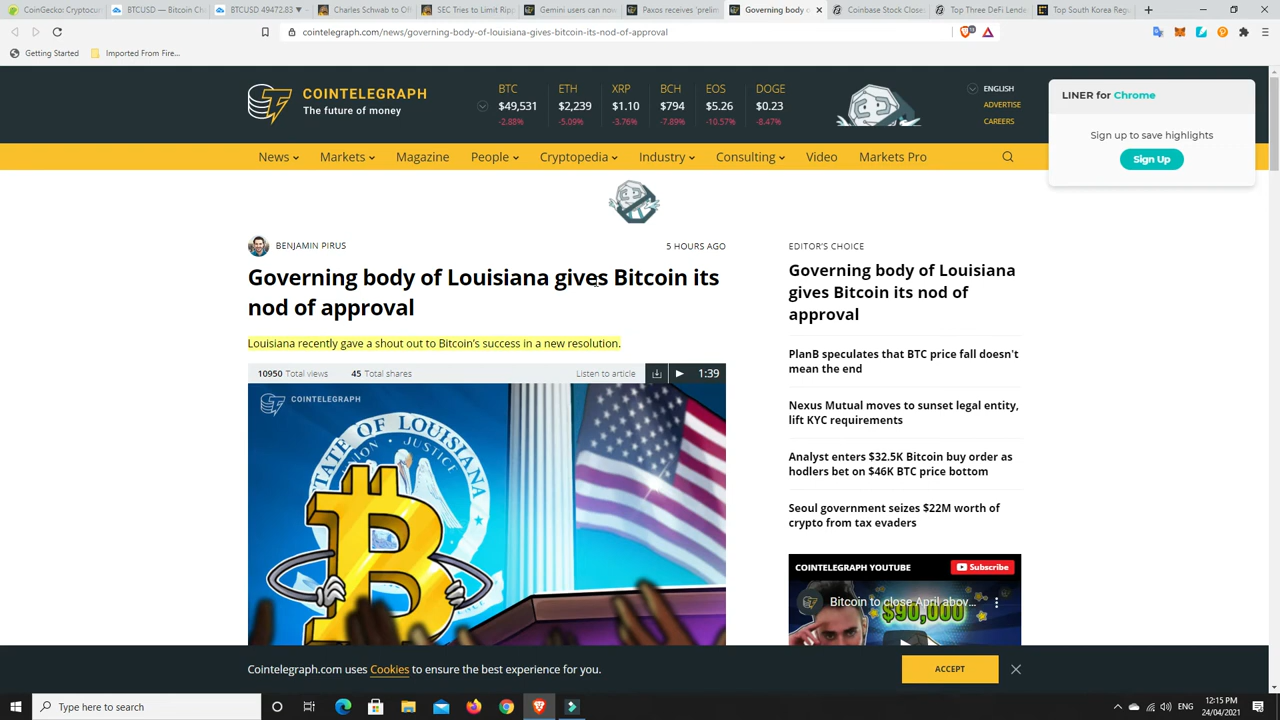 CoinGecko: Cryptocurr
BTCUSD — Bitcoin Ch
BTCUSD 49472.83 ▼
Charles Schwab to Off
SEC Tries to Limit Ripp
Gemini users can now
Paxos receives 'prelim
Governing body o
Coinbase Stock Closes
Top Three DeFi Lende
Top South Korea Regu
cointelegraph.com/news/governing-body-of-louisiana-gives-bitcoin-its-nod-of-approval
Getting Started
Imported From Fire...
COINTELEGRAPH
The future of money
BTC ETH XRP BCH EOS DOGE
$49,531 $2,239 $1.10 $794 $5.26 $0.23
-2.88% -5.09% -3.76% -7.89% -10.57% -8.47%
ENGLISH
ADVERTISE
CAREERS
LINER for Chrome
Sign up to save highlights
Sign Up
News Markets Magazine People Cryptopedia Industry Consulting Video Markets Pro
BENJAMIN PIRUS
5 HOURS AGO
Governing body of Louisiana gives Bitcoin its
nod of approval
Louisiana recently gave a shout out to Bitcoin's success in a new resolution.
10950 Total views 45 Total shares Listen to article 1:39
COINTELEGRAPH
STATE OF LOUISIANA
JUSTICE
EDITOR'S CHOICE
Governing body of Louisiana
gives Bitcoin its nod of
approval
PlanB speculates that BTC price fall doesn't
mean the end
Nexus Mutual moves to sunset legal entity,
lift KYC requirements
Analyst enters $32.5K Bitcoin buy order as
hodlers bet on $46K BTC price bottom
Seoul government seizes $22M worth of
crypto from tax evaders
COINTELEGRAPH YOUTUBE
Subscribe
Bitcoin to close April abov...
$90,000
Cointelegraph.com uses Cookies to ensure the best experience for you.
ACCEPT
Type here to search
ENG
12:15 PM
24/04/2021